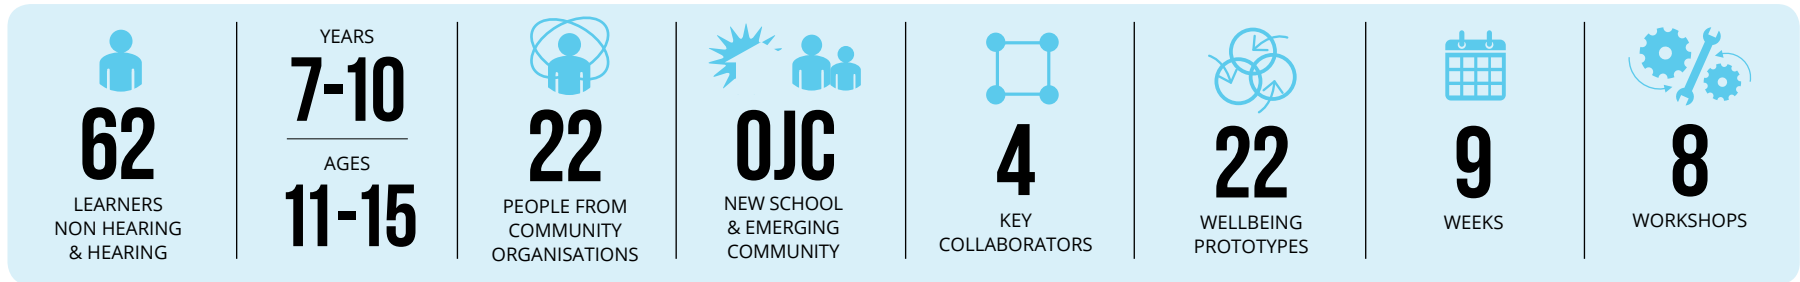 62
LEARNERS
NON HEARING
& HEARING
YEARS
7-10
AGES
11-15
22
PEOPLE FROM
COMMUNITY
ORGANISATIONS
OJC
NEW SCHOOL
& EMERGING
COMMUNITY
4
KEY
COLLABORATORS
22
WELLBEING
PROTOTYPES
9
WEEKS
8
WORKSHOPS